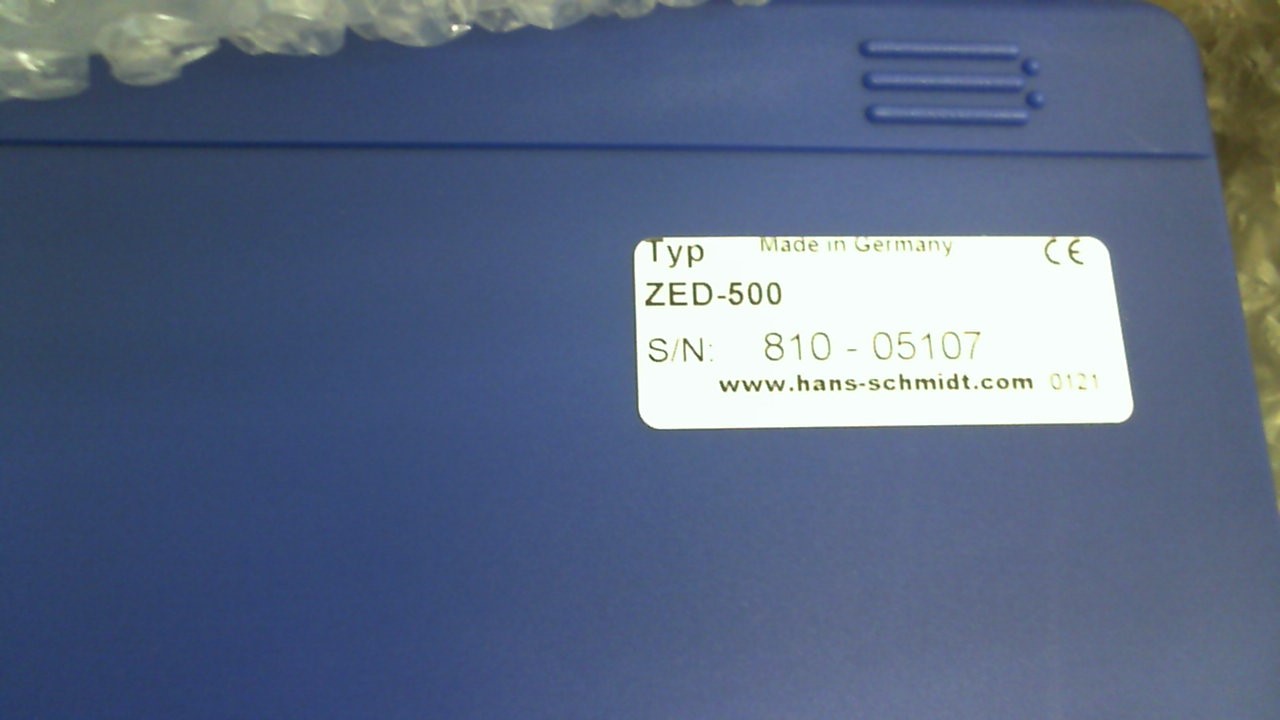 Typ Made in Germany CE
ZED-500
S/N: 810 - 05107
www.hans-schmidt.com 0121